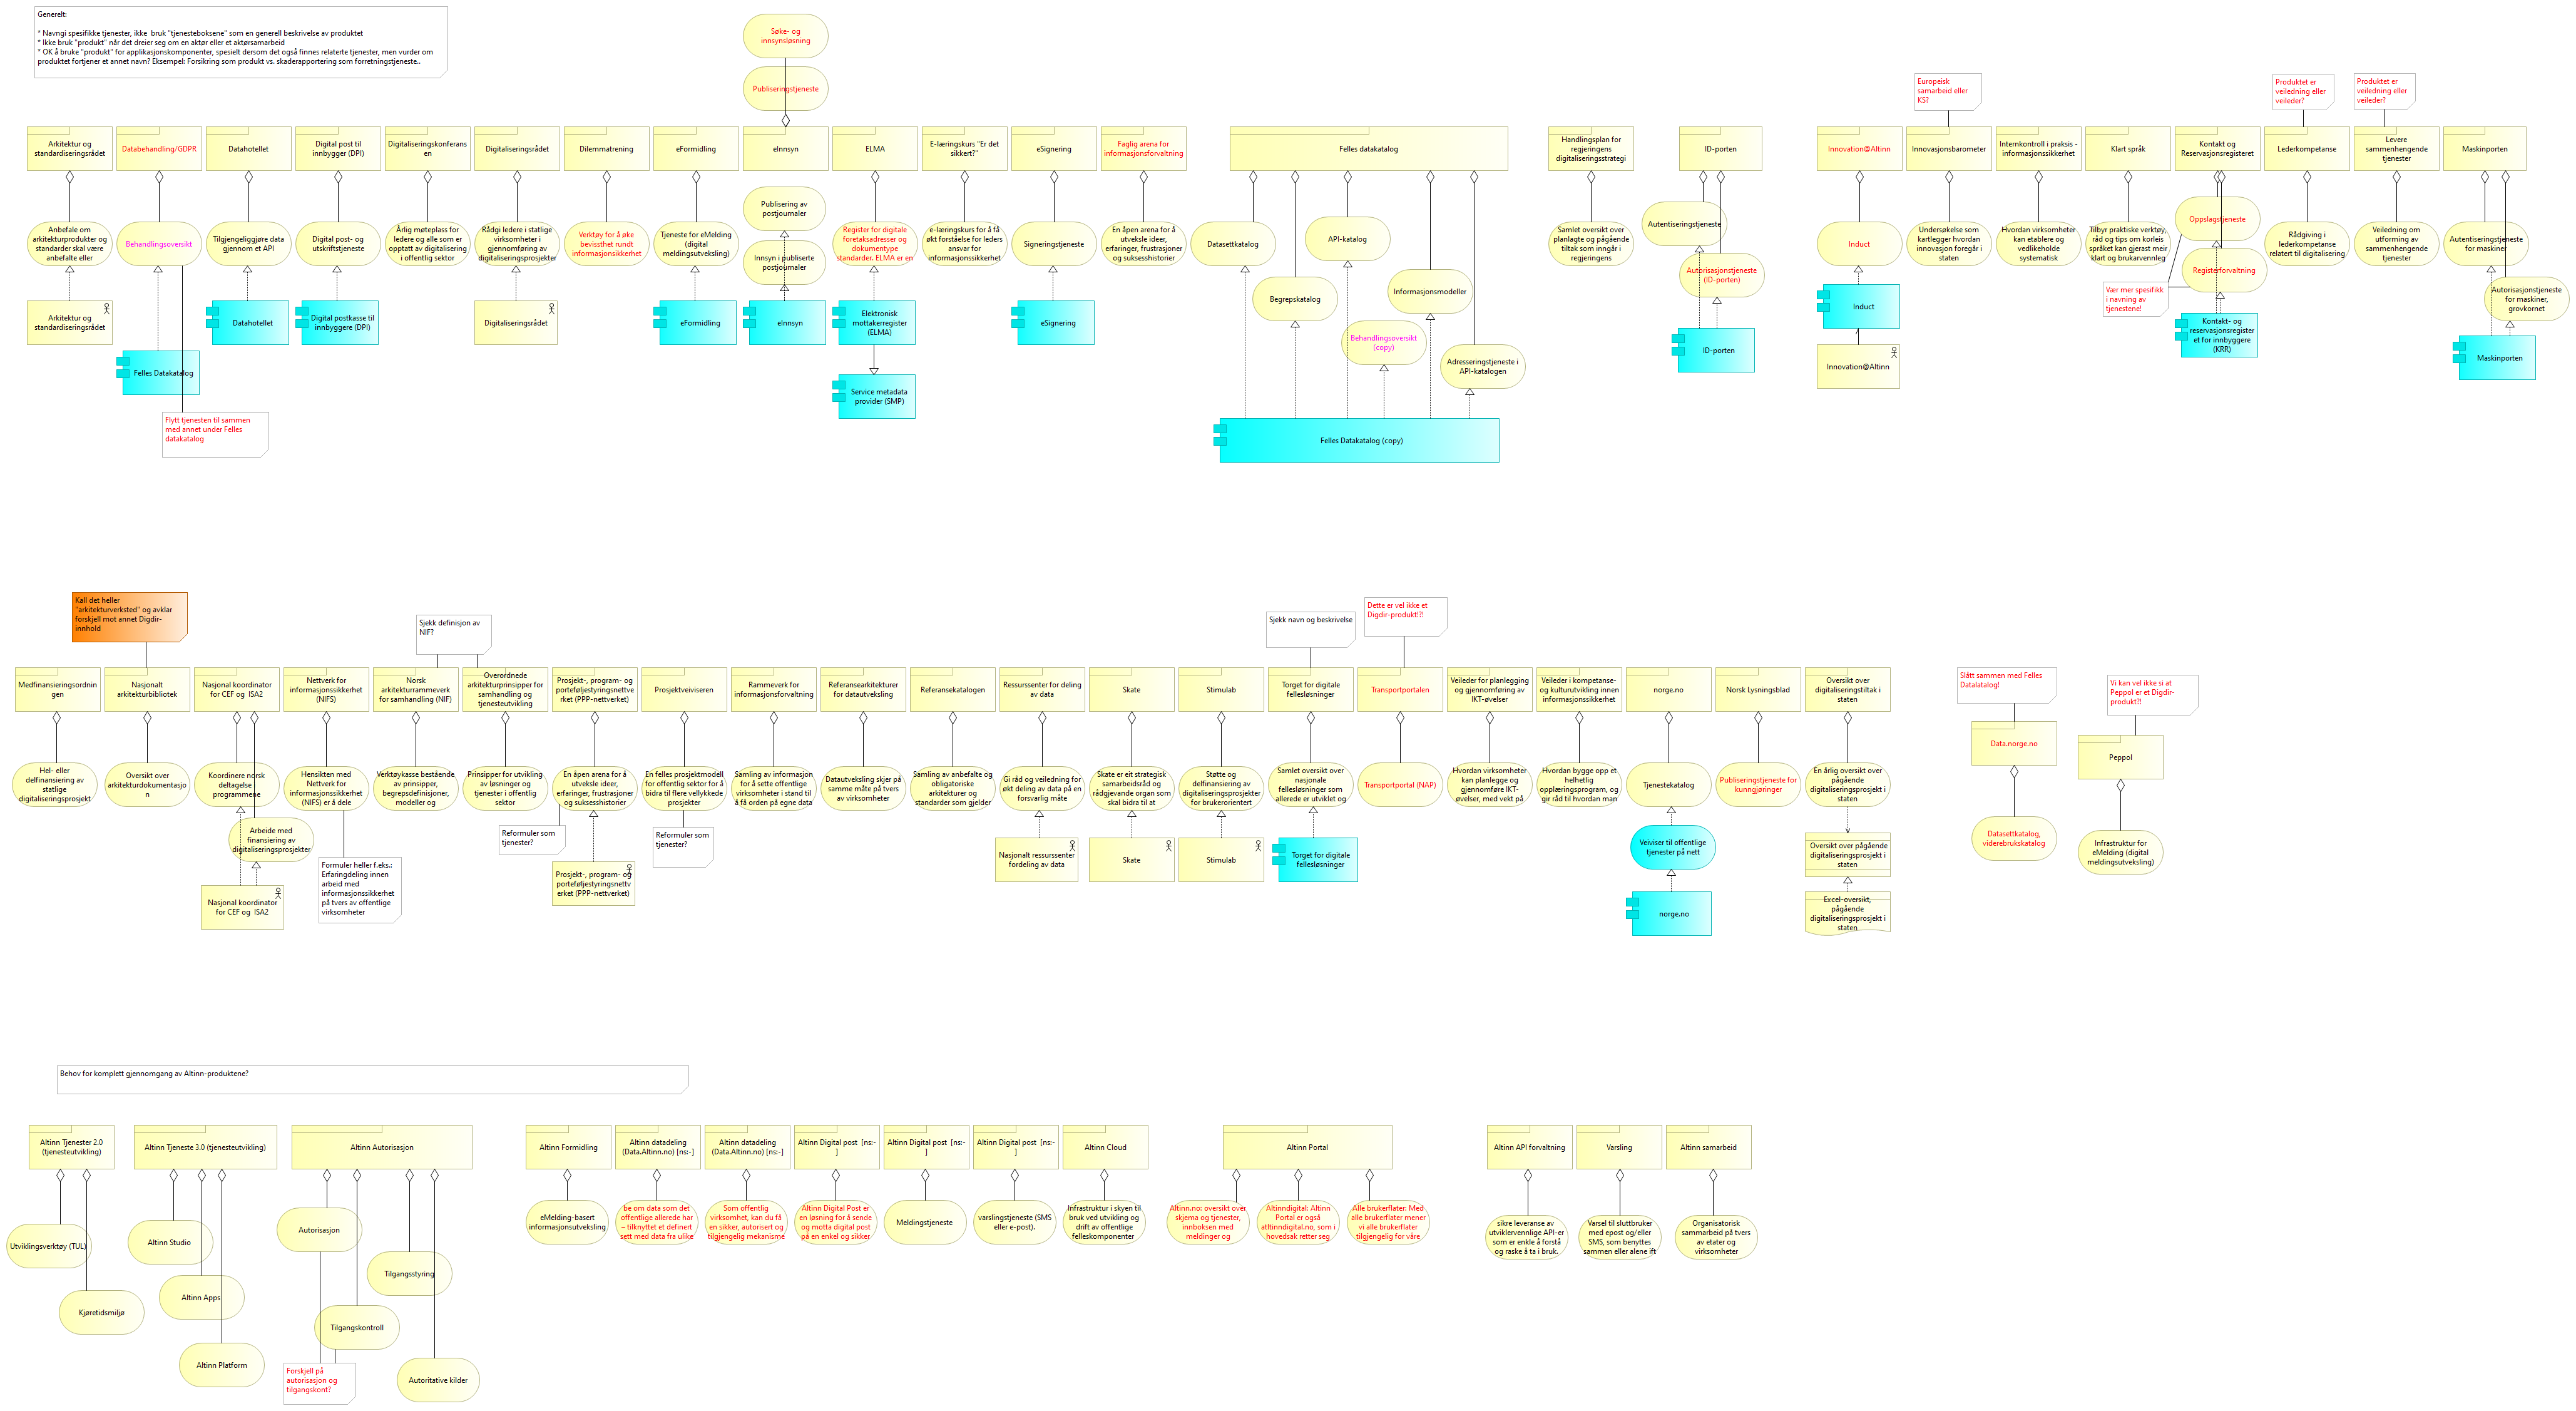 Generelt:
* Navngi spesifikke tjenester, ikke  bruk "tjenesteboksene" som en generell beskrivelse av produktet
* Ikke bruk "produkt" når det dreier seg om en aktør eller et aktørsamarbeid
* OK å bruke "produkt" for applikasjonskomponenter, spesielt dersom det også finnes relaterte tjenester, men vurder om
produktet fortjener et annet navn? Eksempel: Forsikring som produkt vs. skaderapportering som forretningstjeneste..
Søke- og
innsynsløsning
Publiseringstjeneste
Europeisk
samarbeid eller
KS?
Produktet er
veiledning eller
veileder?
Produktet er
veiledning eller
veileder?
Arkitektur og
standardiseringsrådet
Databehandling/GDPR
Datahotellet
Digital post til
innbygger (DPI)
Digitaliseringskonferans
en
Digitaliseringsrådet
Dilemmatrening
eFormidling
eInnsyn
ELMA
E-læringskurs "Er det
sikkert?"
eSignering
Faglig arena for
informasjonsforvaltning
Felles datakatalog
Handlingsplan for
regjeringens
digitaliseringsstrategi
ID-porten
Innovation@Altinn
Innovasjonsbarometer
Internkontroll i praksis -
informasjonssikkerhet
Klart språk
Kontakt og
Reservasjonsregisteret
Lederkompetanse
Levere
sammenhengende
tjenester
Maskinporten
Anbefale om
arkitekturprodukter og
standarder skal være
anbefalte eller
Behandlingsoversikt
Tilgjengeliggjøre data
gjennom et API
Digital post- og
utskriftstjeneste
Årlig møteplass for
ledere og alle som er
opptatt av digitalisering
i offentlig sektor
Rådgi ledere i statlige
virksomheter i
gjennomføring av
digitaliseringsprosjekter
Verktøy for å øke
bevissthet rundt
informasjonsikkerhet
Tjeneste for eMelding
(digital
meldingsutveksling)
Publisering av
postjournaler
Innsyn i publiserte
postjournaler
Register for digitale
foretaksadresser og
dokumenttype
standarder. ELMA er en
e-læringskurs for å få
økt forståelse for leders
ansvar for
informasjonssikkerhet
Signeringstjeneste
En åpen arena for å
utveksle ideer,
erfaringer, frustrasjoner
og suksesshistorier
Datasettkatalog
API-katalog
Begrepskatalog
Informasjonsmodeller
Behandlingsoversikt
(copy)
Adresseringstjeneste i
API-katalogen
Samlet oversikt over
planlagte og pågående
tiltak som inngår i
regjeringens
Autentiseringtjeneste
Autorisasjonstjeneste
(ID-porten)
Induct
Undersøkelse som
kartlegger hvordan
innovasjon foregår i
staten
Hvordan virksomheter
kan etablere og
vedlikeholde
systematisk
Tilbyr praktiske verktøy,
råd og tips om korleis
språket kan gjerast meir
klart og brukarvennleg
Oppslagstjeneste
Registerforvaltning
Vær mer spesifikk
i navning av
tjenestene!
Rådgiving i
lederkompetanse
relatert til digitalisering
Veiledning om
utforming av
sammenhengende
tjenester
Autentiseringstjeneste
for maskiner
Autorisasjonstjeneste
for maskiner,
grovkornet
Arkitektur og
standardiseringsrådet
Felles Datakatalog
Flytt tjenesten til sammen
med annet under Felles
datakatalog
Datahotellet
Digital postkasse til
innbyggere (DPI)
Digitaliseringsrådet
eFormidling
eInnsyn
Elektronisk
mottakerregister
(ELMA)
Service metadata
provider (SMP)
eSignering
Felles Datakatalog (copy)
ID-porten
Induct
Innovation@Altinn
Kontakt- og
reservasjonsregister
et for innbyggere
(KRR)
Maskinporten
Kall det heller
"arkitekturverksted" og avklar
forskjell mot annet Digdir-
innhold
Sjekk definisjon av
NIF?
Sjekk navn og beskrivelse
Dette er vel ikke et
Digdir-produkt!?!
Slått sammen med Felles
Datalatalog!
Vi kan vel ikke si at
Peppol er et Digdir-
produkt?!
Medfinansieringsordnin
gen
Nasjonalt
arkitekturbibliotek
Nasjonal koordinator
for CEF og  ISA2
Nettverk for
informasjonssikkerhet
(NIFS)
Norsk
arkitekturrammeverk
for samhandling (NIF)
Overordnede
arkitekturprinsipper for
samhandling og
tjenesteutvikling
Prosjekt-, program- og
porteføljestyringsnettve
rket (PPP-nettverket)
Prosjektveiviseren
Rammeverk for
informasjonsforvaltning
Referansearkitekturer
for datautveksling
Referansekatalogen
Ressurssenter for deling
av data
Skate
Stimulab
Torget for digitale
fellesløsninger
Transportportalen
Veileder for planlegging
og gjennomføring av
IKT-øvelser
Veileder i kompetanse-
og kulturutvikling innen
informasjonssikkerhet
norge.no
Norsk Lysningsblad
Oversikt over
digitaliseringstiltak i
staten
Data.norge.no
Peppol
Hel- eller
delfinansiering av
statlige
digitaliseringsprosjekt
Oversikt over
arkitekturdokumentasjo
n
Koordinere norsk
deltagelse
programmene
Arbeide med
finansiering av
digitaliseringsprosjekter
Hensikten med
Nettverk for
informasjonssikkerhet
(NIFS) er å dele
Verktøykasse bestående
av prinsipper,
begrepsdefinisjoner,
modeller og
Prinsipper for utvikling
av løsninger og
tjenester i offentlig
sektor
En åpen arena for å
utveksle ideer,
erfaringer, frustrasjoner
og suksesshistorier
En felles prosjektmodell
for offentlig sektor for å
bidra til flere vellykkede
prosjekter
Samling av informasjon
for å sette offentlige
virksomheter i stand til
å få orden på egne data
Datautveksling skjer på
samme måte på tvers
av virksomheter
Samling av anbefalte og
obligatoriske
arkitekturer og
standarder som gjelder
Gi råd og veiledning for
økt deling av data på en
forsvarlig måte
Skate er eit strategisk
samarbeidsråd og
rådgjevande organ som
skal bidra til at
Støtte og
delfinansiering av
digitaliseringsprosjekter
for brukerorientert
Samlet oversikt over
nasjonale
fellesløsninger som
allerede er utviklet og
Transportportal (NAP)
Hvordan virksomheter
kan planlegge og
gjennomføre IKT-
øvelser, med vekt på
Hvordan bygge opp et
helhetlig
opplæringsprogram, og
gir råd til hvordan man
Tjenestekatalog
Publiseringstjeneste for
kunngjøringer
En årlig oversikt over
pågående
digitaliseringsprosjekt i
staten
Datasettkatalog,
viderebrukskatalog
Infrastruktur for
eMelding (digital
meldingsutveksling)
Nasjonal koordinator
for CEF og  ISA2
Formuler heller f.eks.:
Erfaringdeling innen
arbeid med
informasjonssikkerhet
på tvers av offentlige
virksomheter
Reformuler som
tjenester?
Prosjekt-, program- og
porteføljestyringsnettv
erket (PPP-nettverket)
Reformuler som
tjenester?
Nasjonalt ressurssenter
fordeling av data
Skate
Stimulab
Torget for digitale
fellesløsninger
Veiviser til offentlige
tjenester på nett
norge.no
Oversikt over pågående
digitaliseringsprosjekt i
staten
Excel-oversikt,
pågående
digitaliseringsprosjekt i
staten
Behov for komplett gjennomgang av Altinn-produktene?
Altinn Tjenester 2.0
(tjenesteutvikling)
Altinn Tjeneste 3.0 (tjenesteutvikling)
Altinn Autorisasjon
Altinn Formidling
Altinn datadeling
(Data.Altinn.no) [ns:-]
Altinn datadeling
(Data.Altinn.no) [ns:-]
Altinn Digital post  [ns:-
]
Altinn Digital post  [ns:-
]
Altinn Digital post  [ns:-
]
Altinn Cloud
Altinn Portal
Altinn API forvaltning
Varsling
Altinn samarbeid
Utviklingsverktøy (TUL)
Kjøretidsmiljø
Altinn Studio
Altinn Apps
Altinn Platform
Autorisasjon
Tilgangsstyring
Tilgangskontroll
Autoritative kilder
Forskjell på
autorisasjon og
tilgangskont?
eMelding-basert
informasjonsutveksling
be om data som det
offentlige allerede har
– tilknyttet et definert
sett med data fra ulike
Som offentlig
virksomhet, kan du få
en sikker, autorisert og
tilgjengelig mekanisme
Altinn Digital Post er
en løsning for å sende
og motta digital post
på en enkel og sikker
Meldingstjeneste
varslingstjeneste (SMS
eller e-post).
Infrastruktur i skyen til
bruk ved utvikling og
drift av offentlige
felleskomponenter
Altinn.no: oversikt over
skjema og tjenester,
innboksen med
meldinger og
Altinndigital: Altinn
Portal er også
atltinndigital.no, som i
hovedsak retter seg
Alle brukerflater: Med
alle brukerflater mener
vi alle brukerflater
tilgjengelig for våre
sikre leveranse av
utviklervennlige API-er
som er enkle å forstå
og raske å ta i bruk.
Varsel til sluttbruker
med epost og/eller
SMS, som benyttes
sammen eller alene ift
Organisatorisk
sammarbeid på tvers
av etater og
virksomheter